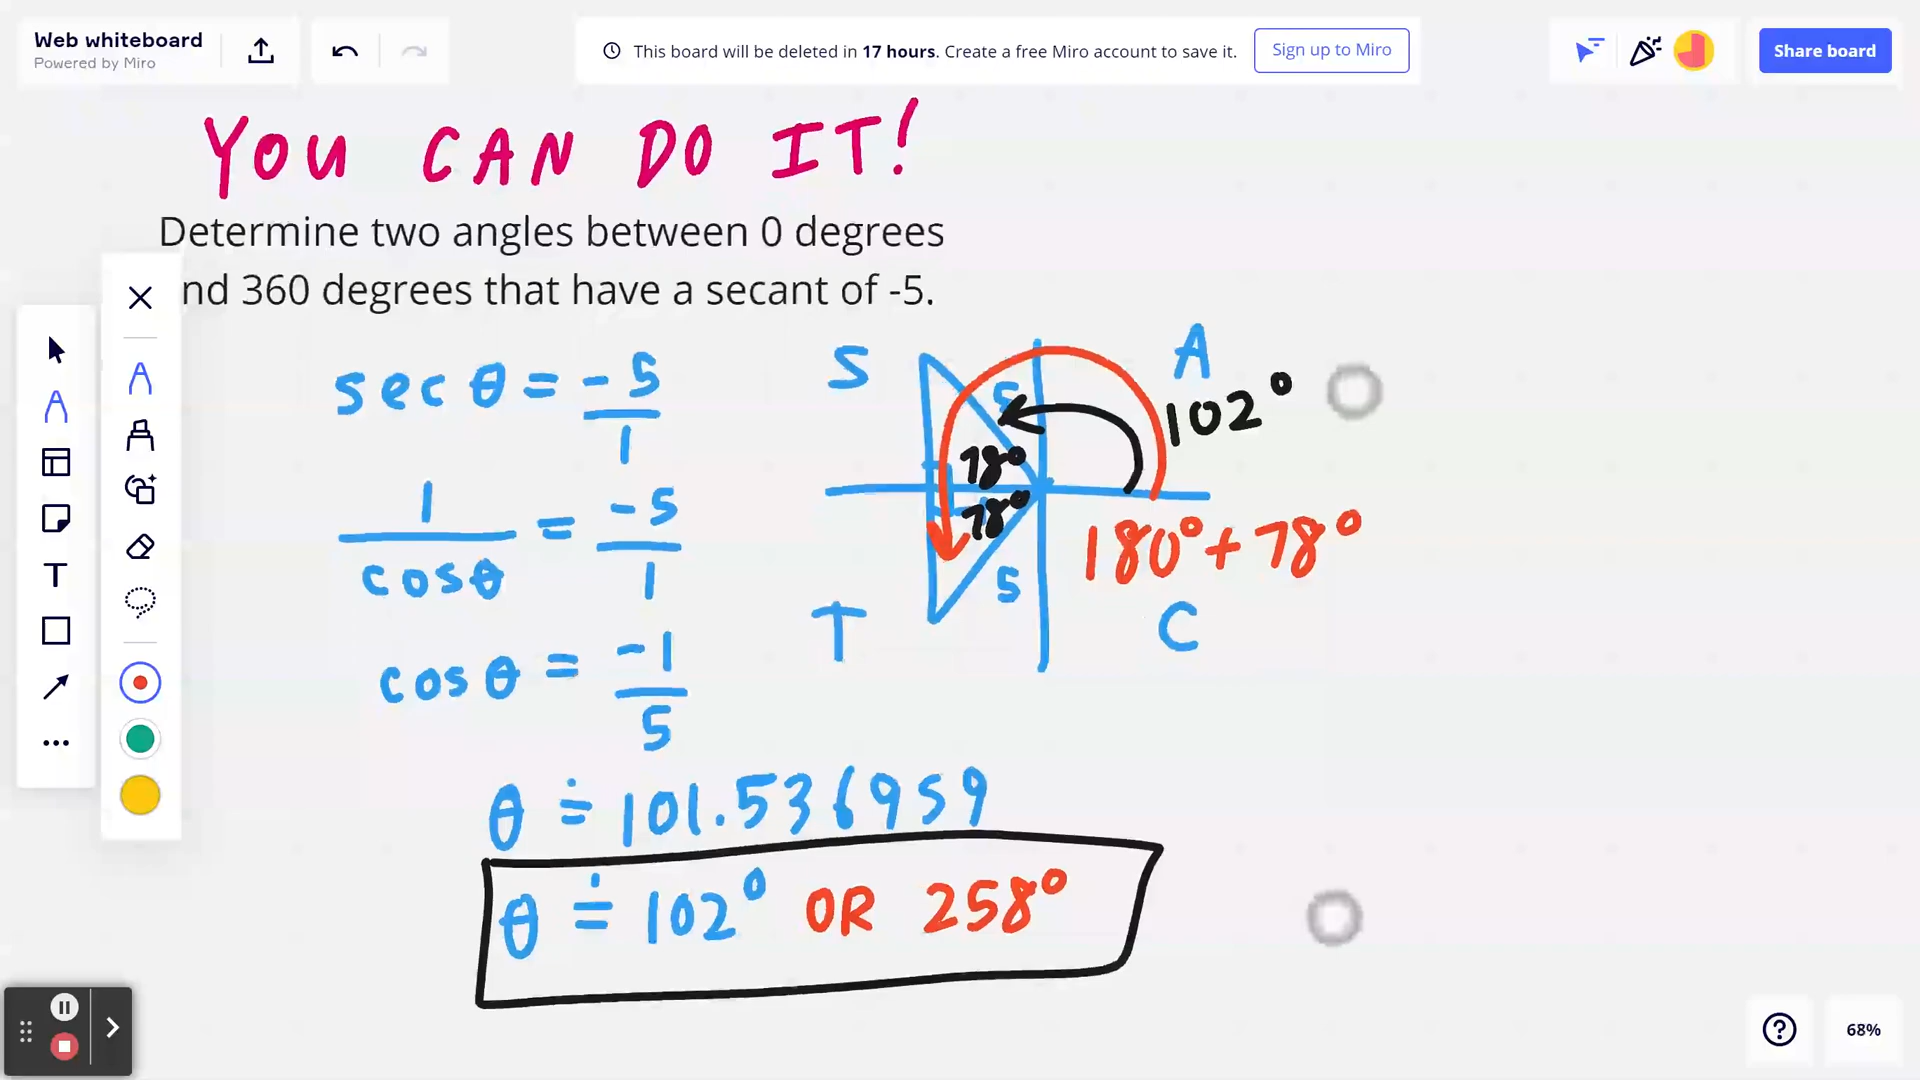 Web whiteboard
Powered by Miro
This board will be deleted in 17 hours. Create a free Miro account to save it.
Sign up to Miro
Share board
YOU CAN DO IT!
Determine two angles between 0 degrees
nd 360 degrees that have a secant of -5.
sec θ = -5/1
1/cosθ = -5/1
cos θ = -1/5
θ ≐ 101.536959
θ ≐ 102° OR 258°
S
A
5
102°
78°
78°
180° + 78°
5
T
C
T
68%